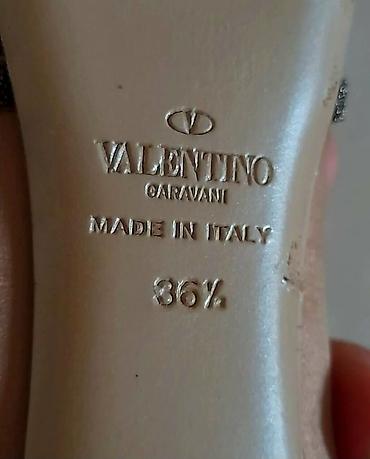 V
VALENTINO
GARAVANI
MADE IN ITALY
36½